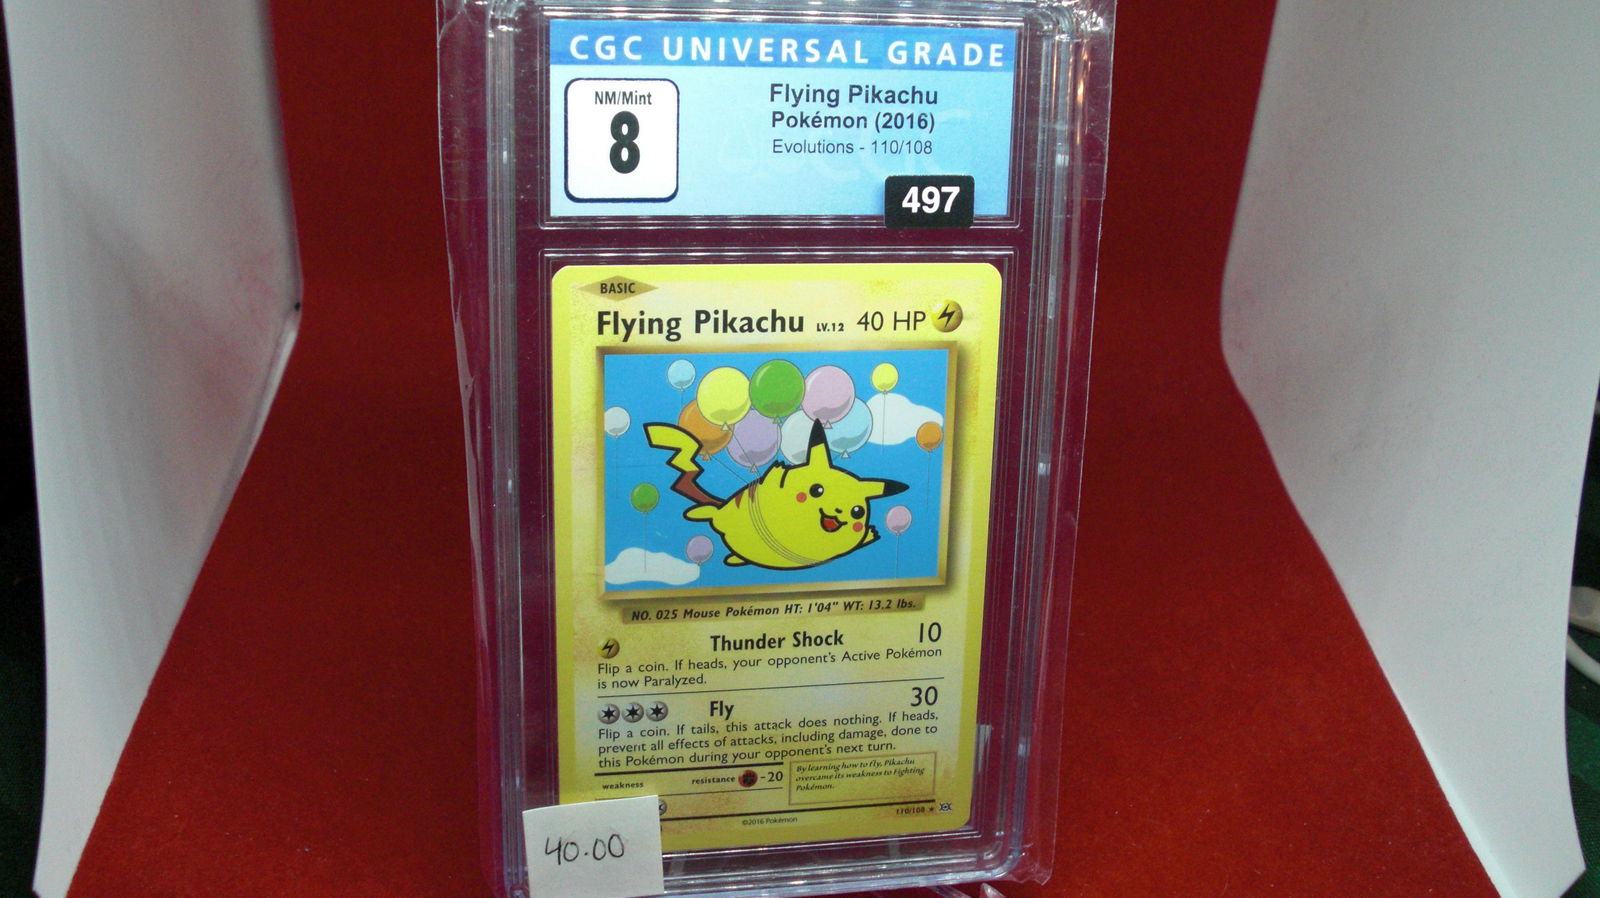 CGC UNIVERSAL GRADE
NM/Mint
8
Flying Pikachu
Pokémon (2016)
Evolutions - 110/108
497
BASIC
Flying Pikachu LV.12 40 HP
NO. 025 Mouse Pokémon HT: 1'04" WT: 13.2 lbs.
Thunder Shock 10
Flip a coin. If heads, your opponent's Active Pokémon
is now Paralyzed.
Fly 30
Flip a coin. If tails, this attack does nothing. If heads,
prevent all effects of attacks, including damage, done to
this Pokémon during your opponent's next turn.
weakness
resistance -20
By learning how to fly, Pikachu
overcame its weakness to Fighting
Pokémon.
110/108 ★
©2016 Pokémon
40.00